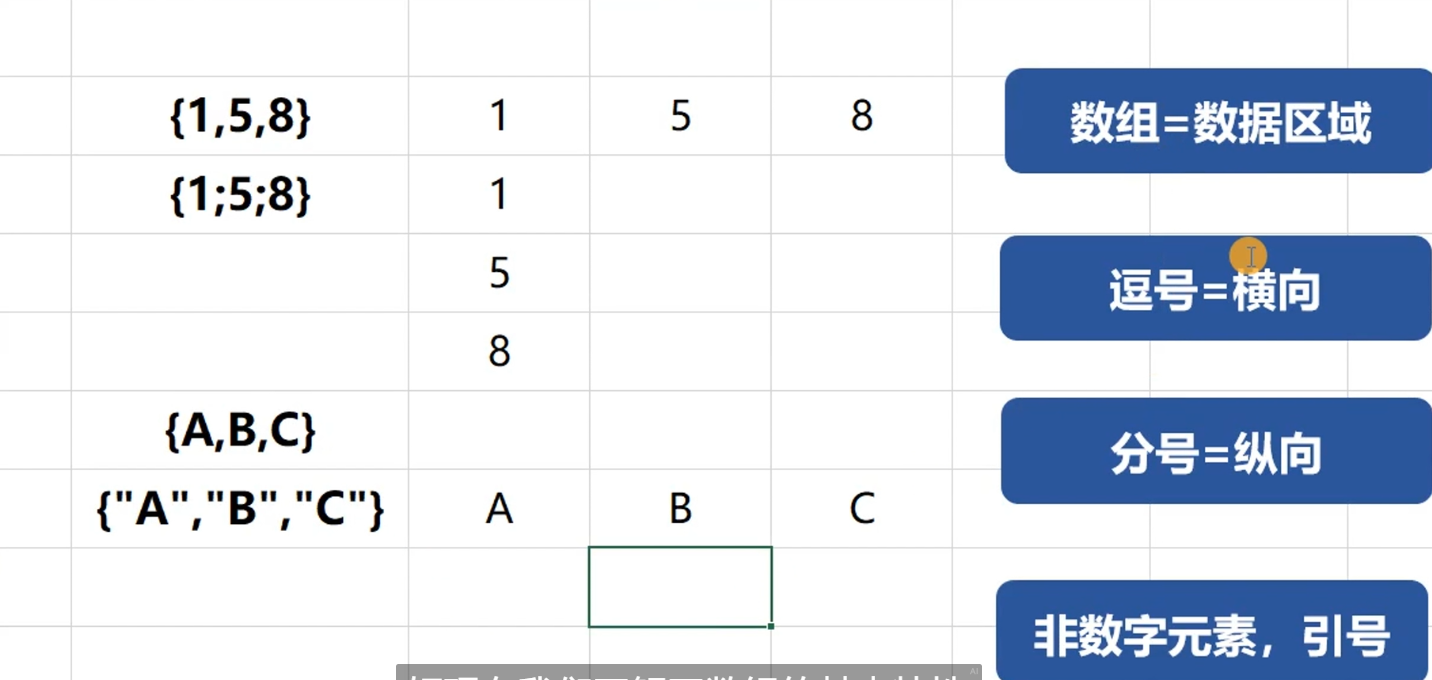 {1,5,8} 1 5 8
数组=数据区域
{1;5;8} 1
5
逗号=横向
8
{A,B,C}
分号=纵向
{"A","B","C"} A B C
非数字元素，引号